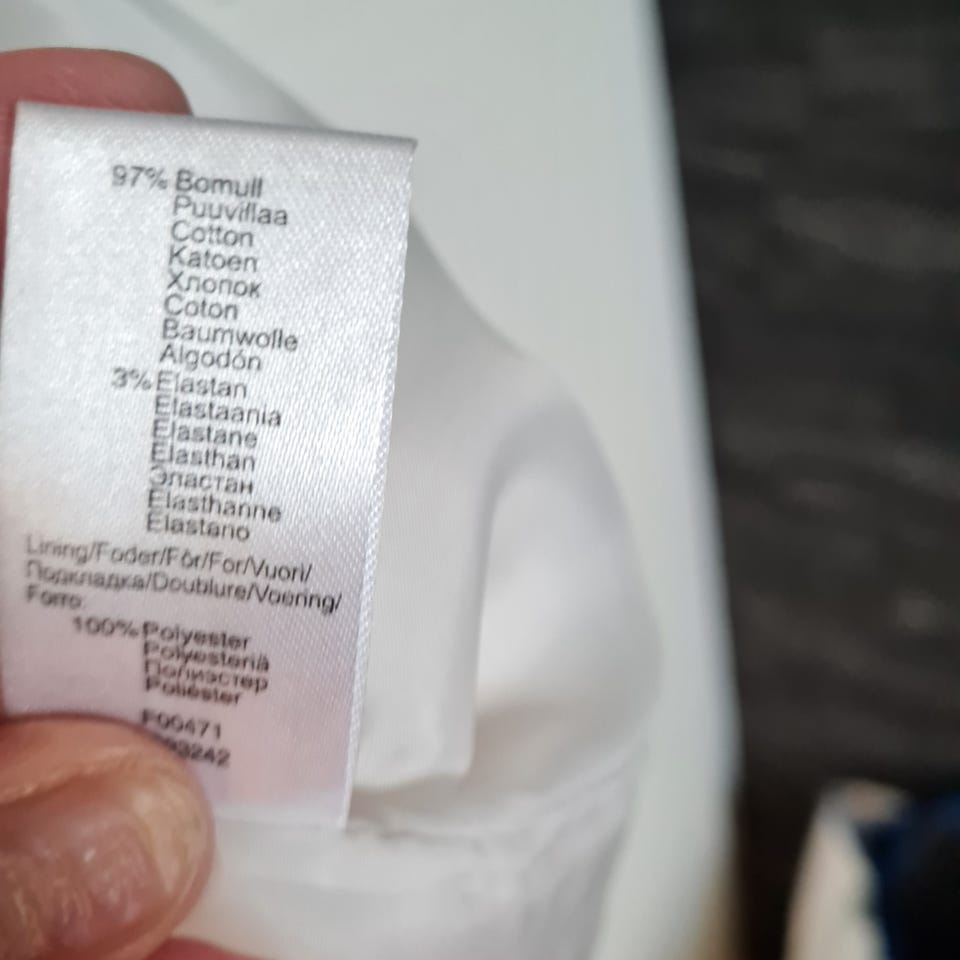 97% Bomull
Puuvillaa
Cotton
Katoen
Хлопок
Coton
Baumwolle
Algodón
3% Elastan
Elastaania
Elastane
Elasthan
Эластан
Elasthanne
Elastano
Lining/Foder/Fôr/For/Vuori/
Подкладка/Doublure/Voering/
Forro:
100% Polyester
Polyesteriä
Полиэстер
Poliéster
F00471